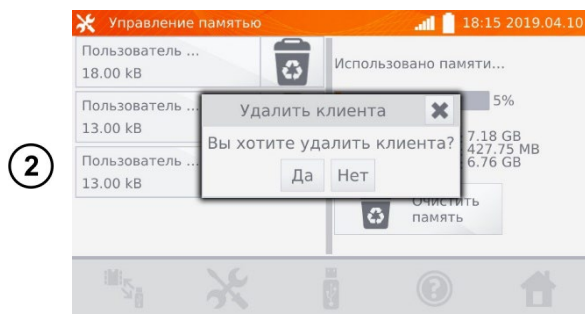 Управление памятью
18:15 2019.04.10
Пользователь ...
18.00 kB
Использовано памяти...
Пользователь ...
13.00 kB
5%
Удалить клиента
Вы хотите удалить клиента?
7.18 GB
427.75 MB
6.76 GB
Да Нет
2
Пользователь ...
13.00 kB
Очистить
память